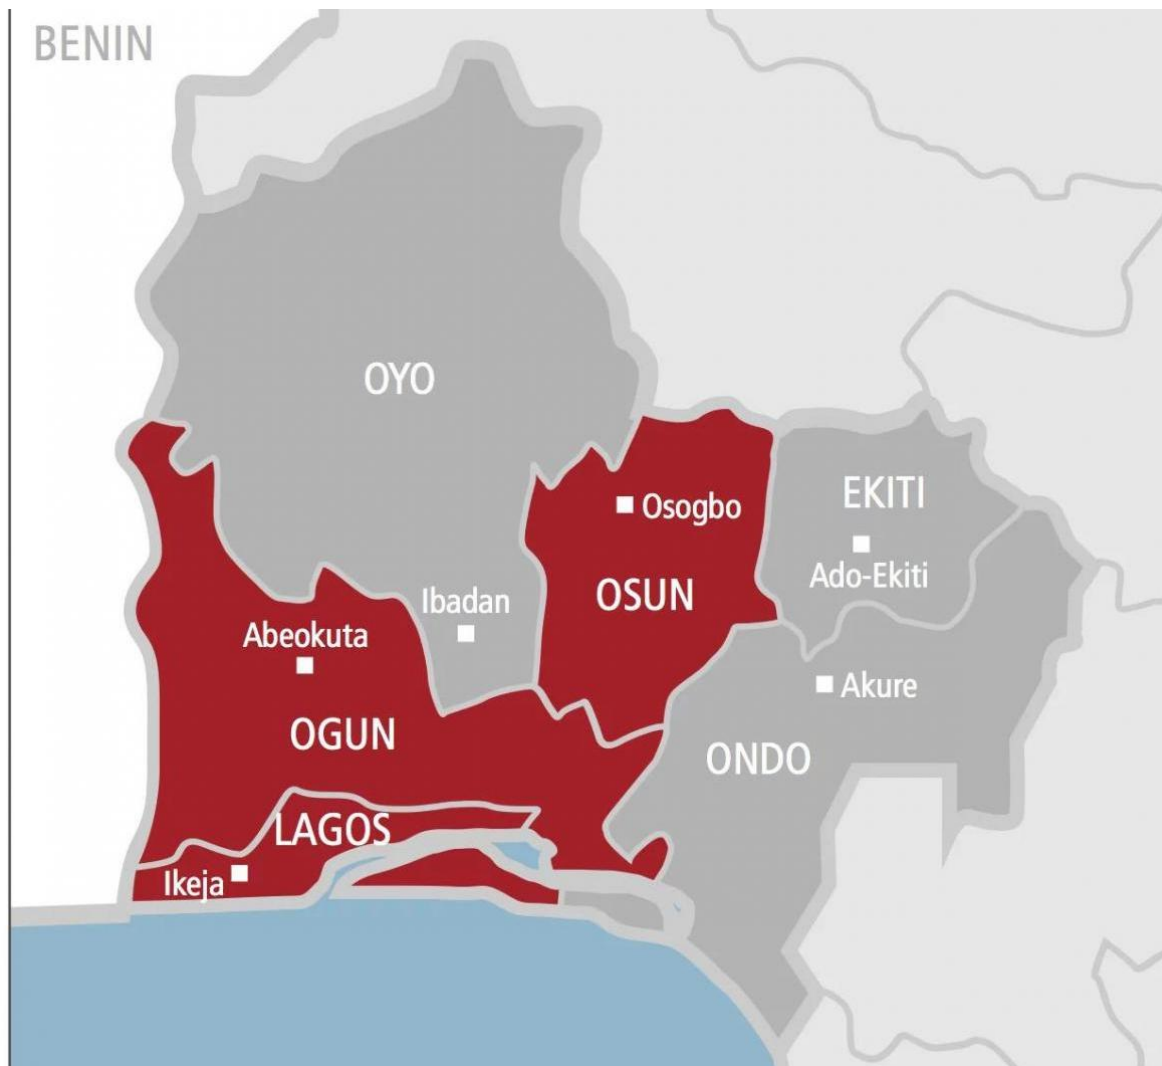 BENIN
OYO
Osogbo
EKITI
Ado-Ekiti
OSUN
Ibadan
Abeokuta
Akure
OGUN
ONDO
LAGOS
Ikeja